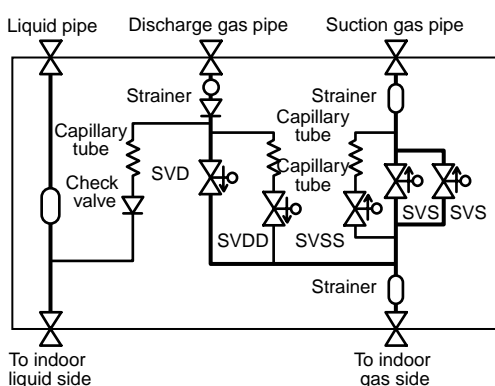 Liquid pipe
Discharge gas pipe
Suction gas pipe
Strainer
Strainer
Capillary
tube
Capillary
tube
Capillary
tube
SVD
Check
valve
SVDD
SVSS
SVS
SVS
Strainer
To indoor
liquid side
To indoor
gas side